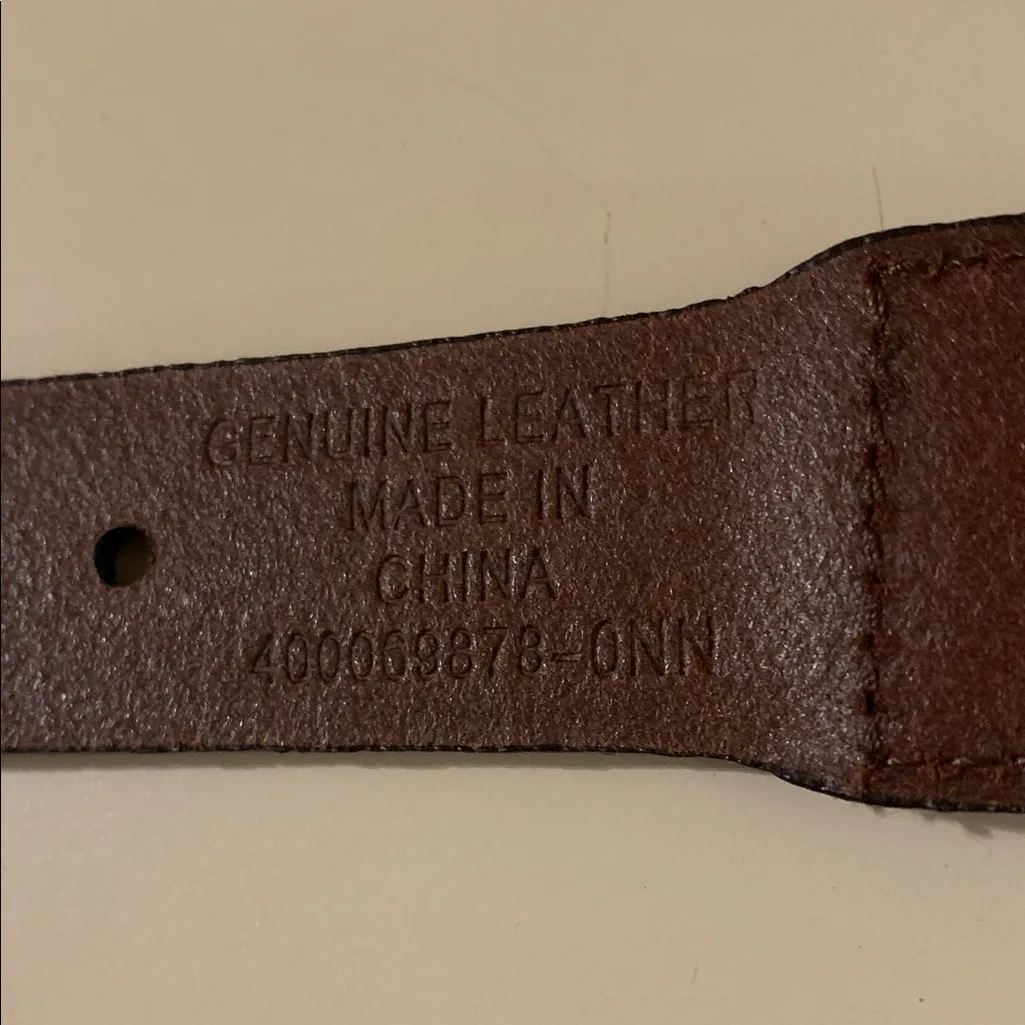 GENUINE LEATHER
MADE IN
CHINA
400069878-0NN